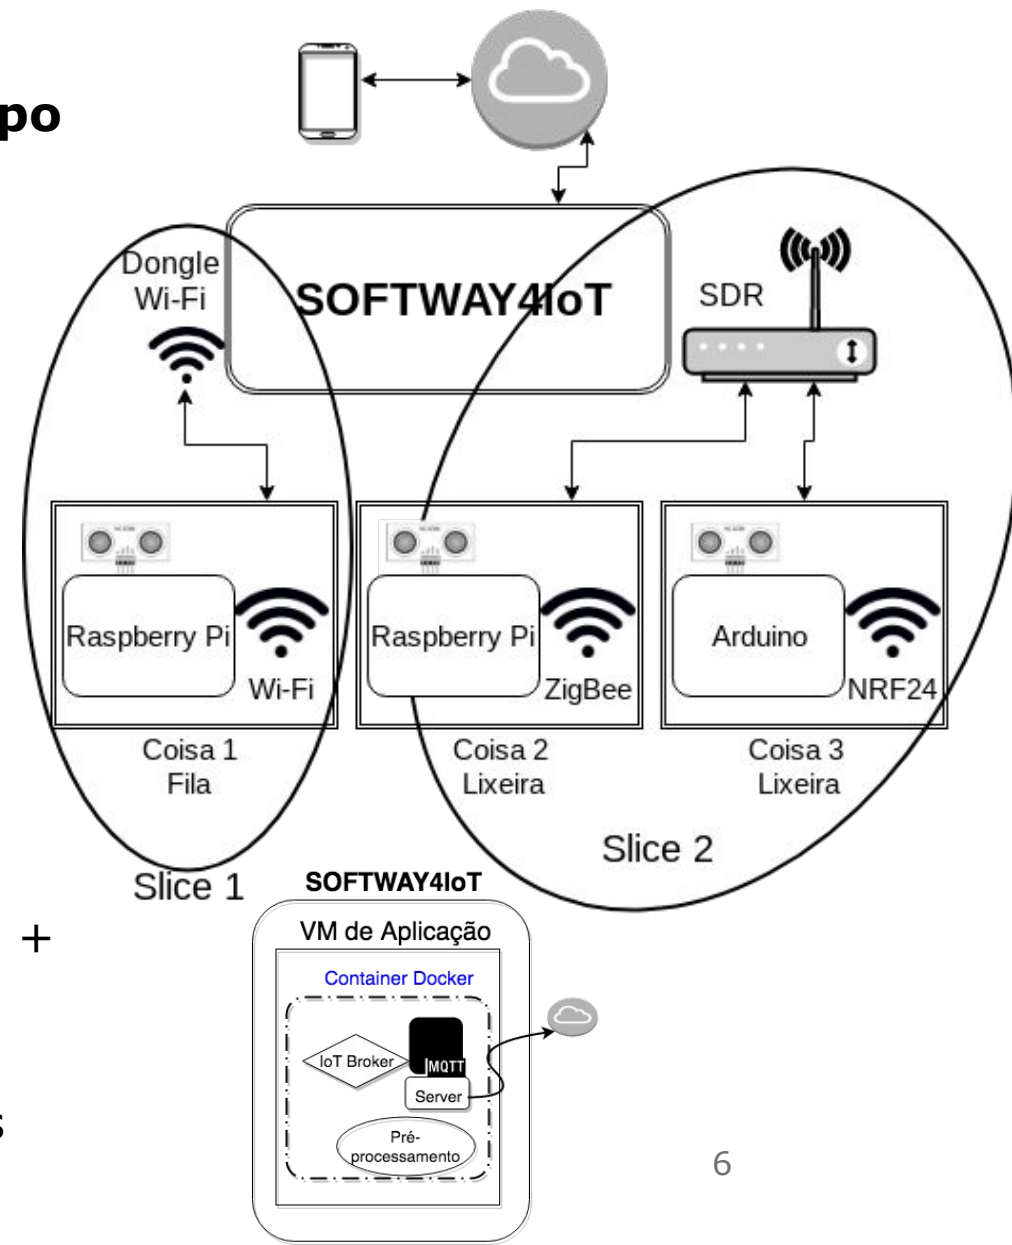 po
Dongle
Wi-Fi
SOFTWAY4IoT
SDR
Raspberry Pi
Wi-Fi
Raspberry Pi
ZigBee
Arduino
NRF24
Coisa 1
Fila
Coisa 2
Lixeira
Coisa 3
Lixeira
Slice 2
Slice 1
SOFTWAY4IoT
+
VM de Aplicação
Container Docker
IoT Broker
MQTT
Server
Pré-
processamento
s
6